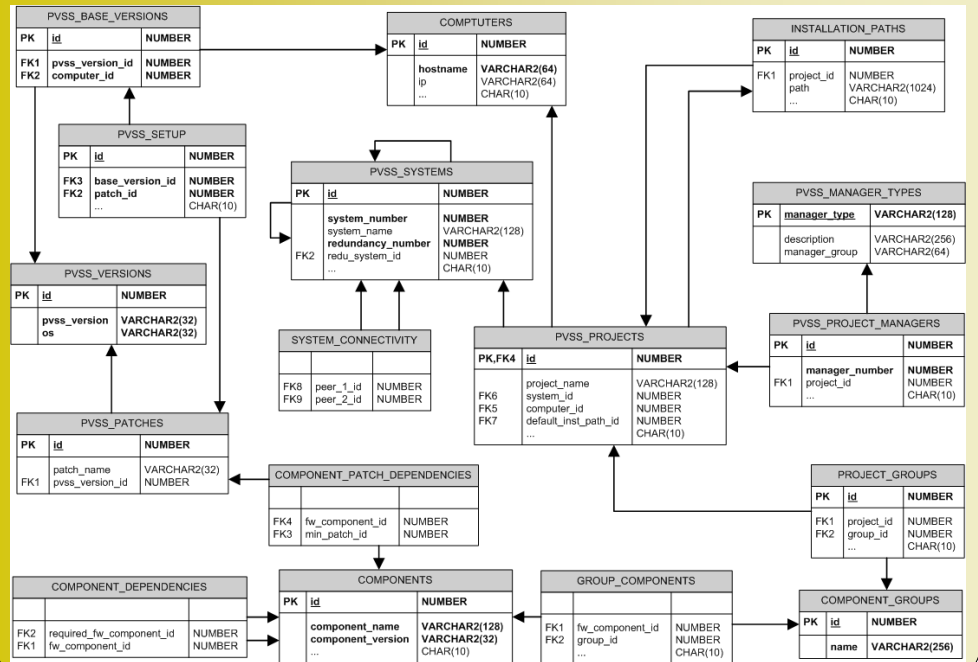 PVSS_BASE_VERSIONS
PK id NUMBER
FK1 pvss_version_id NUMBER
FK2 computer_id NUMBER
COMPTUTERS
PK id NUMBER
hostname VARCHAR2(64)
ip VARCHAR2(64)
... CHAR(10)
INSTALLATION_PATHS
PK id NUMBER
FK1 project_id NUMBER
path VARCHAR2(1024)
... CHAR(10)
PVSS_SETUP
PK id NUMBER
FK3 base_version_id NUMBER
FK2 patch_id NUMBER
... CHAR(10)
PVSS_SYSTEMS
PK id NUMBER
system_number NUMBER
system_name VARCHAR2(128)
redundancy_number NUMBER
FK2 redu_system_id NUMBER
... CHAR(10)
PVSS_MANAGER_TYPES
PK manager_type VARCHAR2(128)
description VARCHAR2(256)
manager_group VARCHAR2(64)
PVSS_VERSIONS
PK id NUMBER
pvss_version VARCHAR2(32)
os VARCHAR2(32)
SYSTEM_CONNECTIVITY
FK8 peer_1_id NUMBER
FK9 peer_2_id NUMBER
PVSS_PROJECTS
PK,FK4 id NUMBER
project_name VARCHAR2(128)
FK6 system_id NUMBER
FK5 computer_id NUMBER
FK7 default_inst_path_id NUMBER
... CHAR(10)
PVSS_PROJECT_MANAGERS
PK id NUMBER
manager_number NUMBER
FK1 project_id NUMBER
... CHAR(10)
PVSS_PATCHES
PK id NUMBER
patch_name VARCHAR2(32)
FK1 pvss_version_id NUMBER
COMPONENT_PATCH_DEPENDENCIES
FK4 fw_component_id NUMBER
FK3 min_patch_id NUMBER
PROJECT_GROUPS
PK id NUMBER
FK1 project_id NUMBER
FK2 group_id NUMBER
... CHAR(10)
COMPONENT_DEPENDENCIES
FK2 required_fw_component_id NUMBER
FK1 fw_component_id NUMBER
COMPONENTS
PK id NUMBER
component_name VARCHAR2(128)
component_version VARCHAR2(32)
... CHAR(10)
GROUP_COMPONENTS
FK1 fw_component_id NUMBER
FK2 group_id NUMBER
... CHAR(10)
COMPONENT_GROUPS
PK id NUMBER
name VARCHAR2(256)